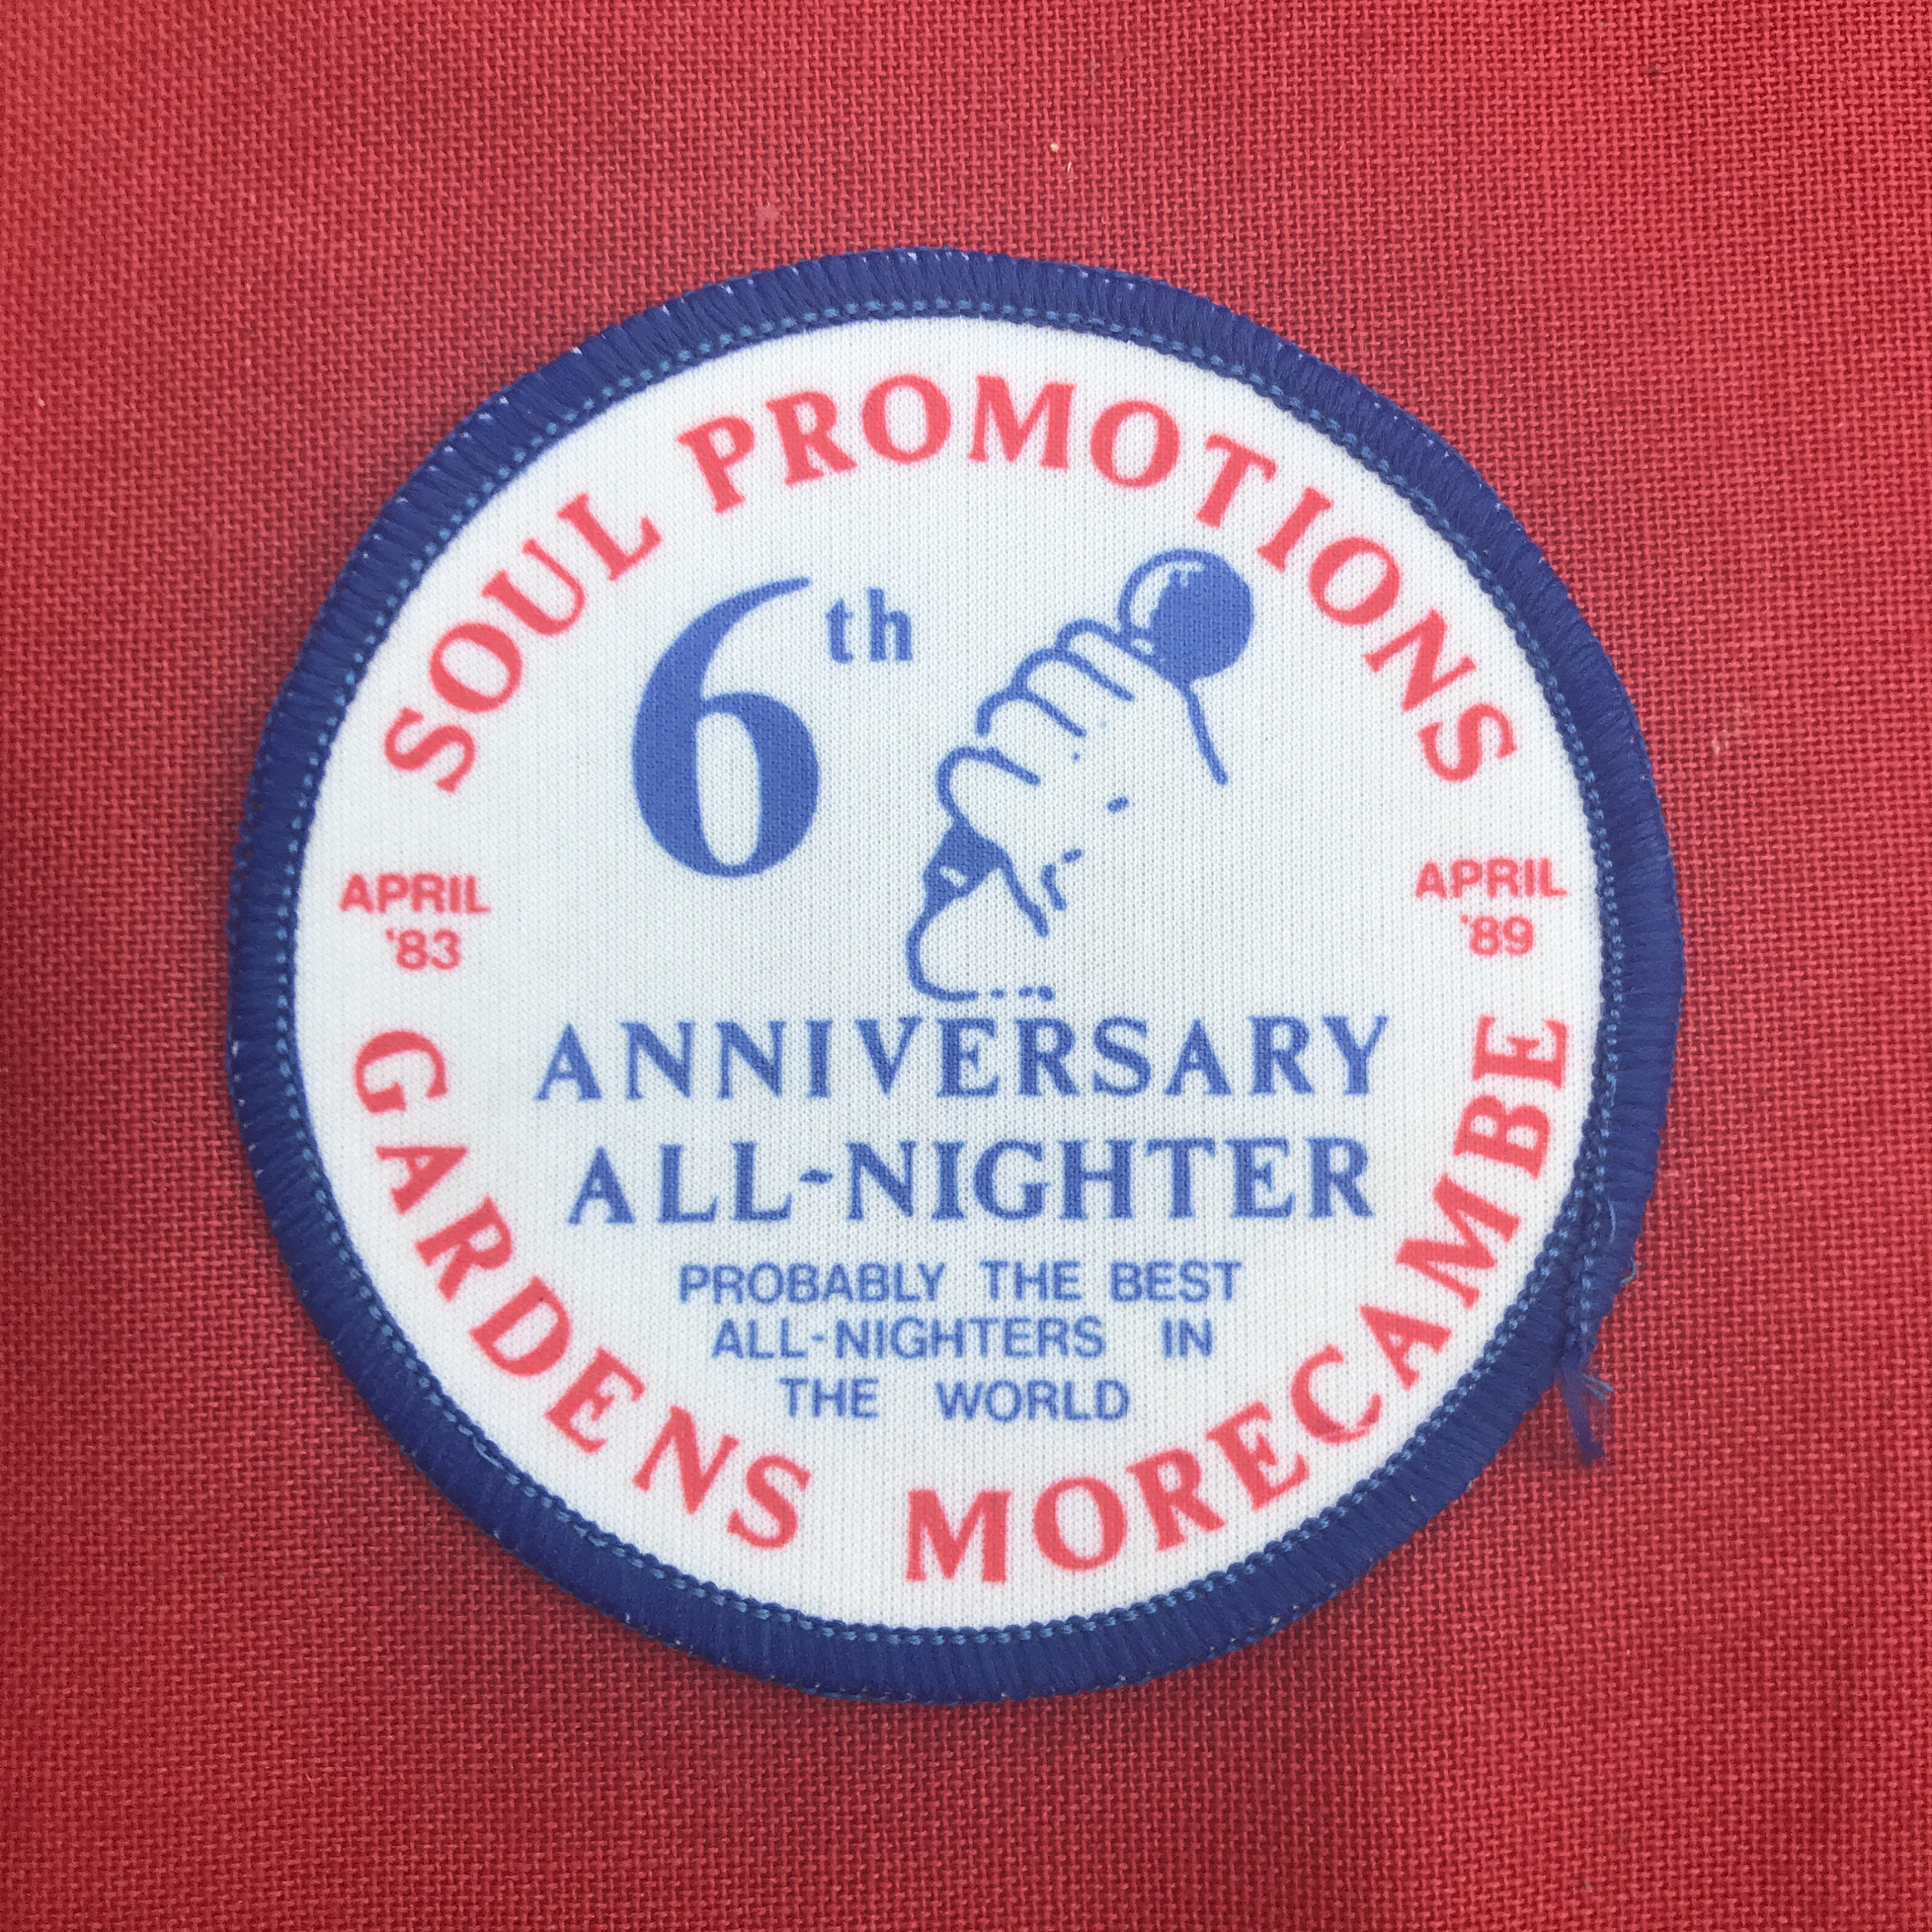 SOUL PROMOTIONS
6th
APRIL
'83
APRIL
'89
ANNIVERSARY
ALL-NIGHTER
PROBABLY THE BEST
ALL-NIGHTERS IN
THE WORLD
GARDENS MORECAMBE